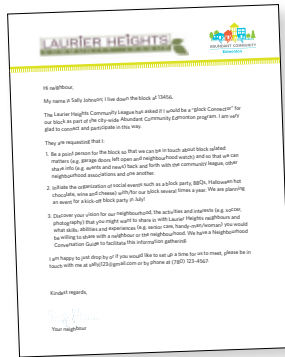 LAURIER HEIGHTS
ABUNDANT COMMUNITY
Edmonton
Hi neighbour,
My name is Sally Johnson; I live down the block at 13456.
The Laurier Heights Community League has asked if I would be a "Block Connector" for
our block as part of the city-wide Abundant Community Edmonton program. I am very
glad to connect and participate in this way.
They are requesting that I:
1. Be a point person for the block so that we can be in touch about block related
matters (e.g. garage doors left open and neighbourhood watch) and so that we can
share info (e.g. events and news) back and forth with the community league, other
neighbourhood associations and one another.
2. Initiate the organization of social events such as a block party, BBQs, Halloween hot
chocolate, wine and cheese) with/for our block several times a year. We are planning
an event for a kick-off block party in July!
3. Discover your vision for our neighbourhood, the activities and interests (e.g. soccer,
photography) that you might want to share in with Laurier Heights neighbours and
what skills, abilities and experiences (e.g. senior care, handy-man/woman) you would
be willing to share with a neighbour or the neighbourhood. We have a Neighbourhood
Conversation Guide to facilitate this information gathering.
I am happy to just drop by or if you would like to set up a time for us to meet, please be in
touch with me at sally123@gmail.com or by phone at (780) 123-4567.
Kindest regards,
Your neighbour